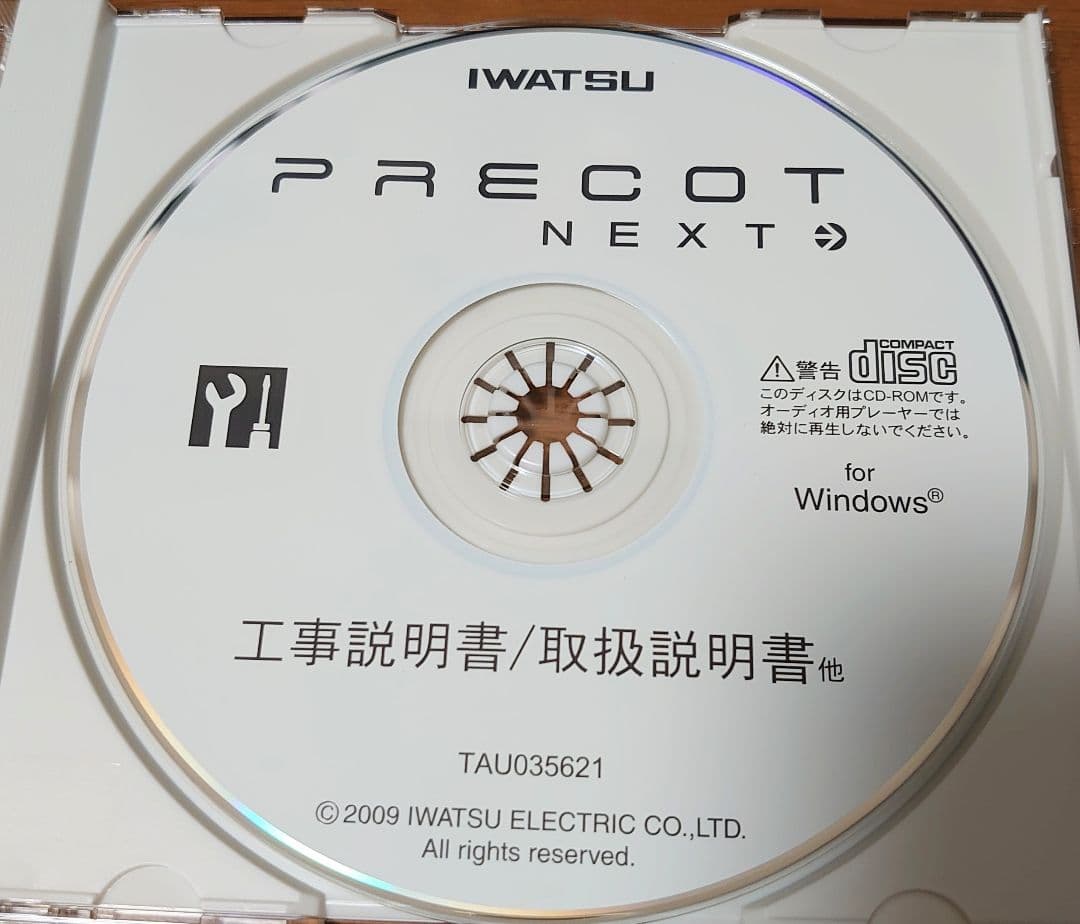 IWATSU
PRECOT
NEXT
警告
COMPACT
disc
このディスクはCD-ROMです。
オーディオ用プレーヤーでは
絶対に再生しないでください。
for
Windows®
工事説明書/取扱説明書他
TAU035621
©2009 IWATSU ELECTRIC CO.,LTD.
All rights reserved.